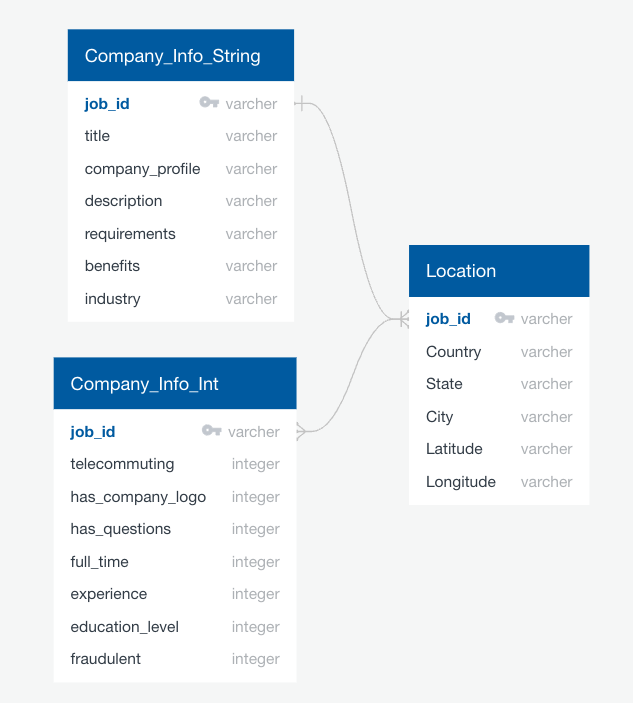 Company_Info_String
job_id varcher
title varcher
company_profile varcher
description varcher
requirements varcher
benefits varcher
industry varcher
Location
job_id varcher
Country varcher
State varcher
City varcher
Latitude varcher
Longitude varcher
Company_Info_Int
job_id varcher
telecommuting integer
has_company_logo integer
has_questions integer
full_time integer
experience integer
education_level integer
fraudulent integer